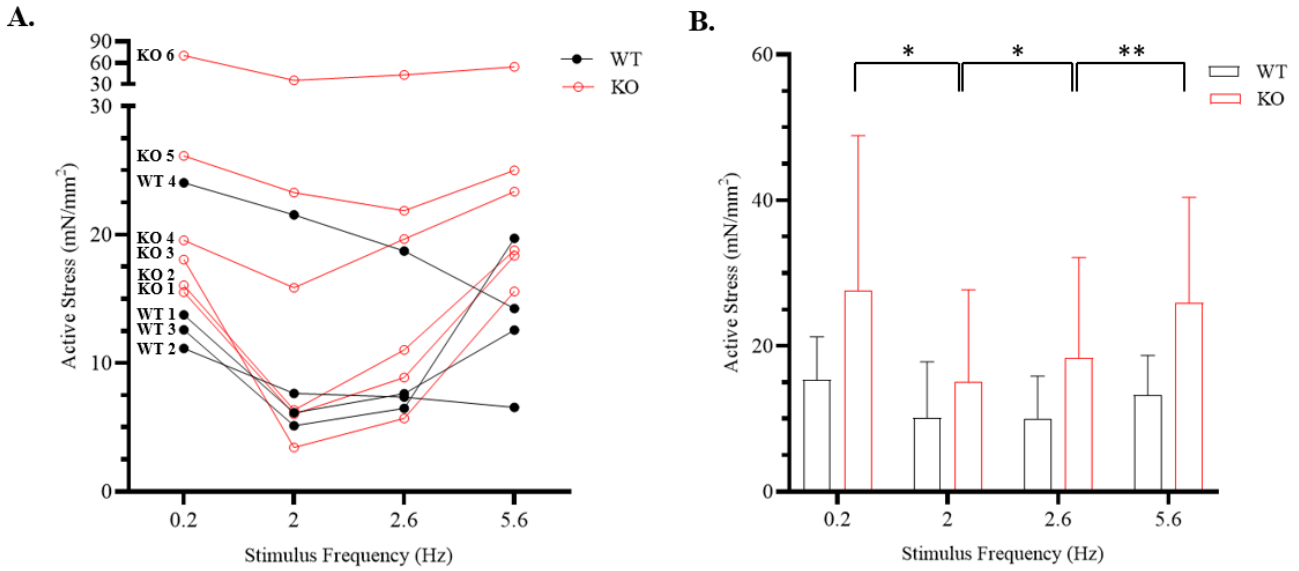 A.
90
60
30
30
20
10
0
KO 6
KO 5
WT 4
KO 4
KO 3
KO 2
KO 1
WT 1
WT 3
WT 2
WT
KO
Active Stress (mN/mm²)
0.2 2 2.6 5.6
Stimulus Frequency (Hz)
B.
60
40
20
0
* * **
WT
KO
Active Stress (mN/mm²)
0.2 2 2.6 5.6
Stimulus Frequency (Hz)